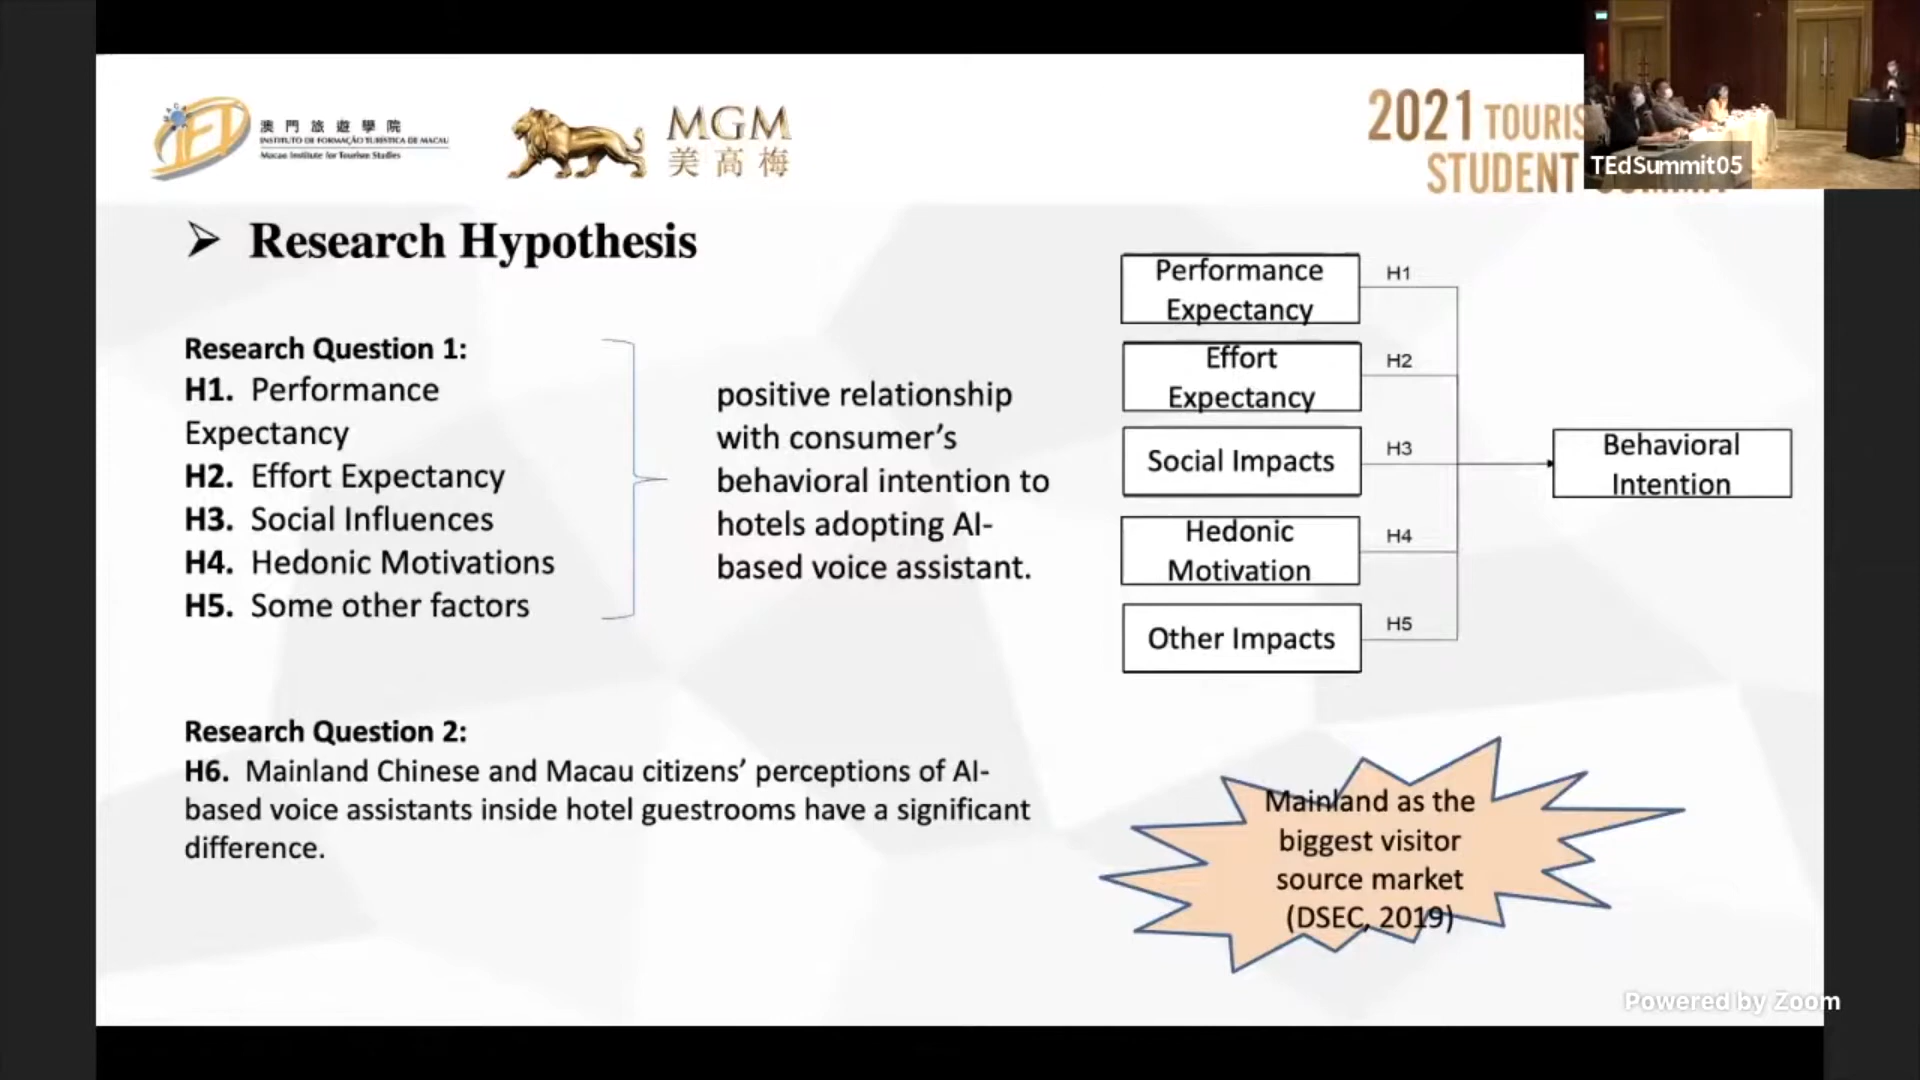 澳門旅遊學院
INSTITUTO DE FORMAÇÃO TURÍSTICA DE MACAU
Macao Institute for Tourism Studies
MGM
美高梅
2021 TOURIS
STUDENT
TEdSummit05
➢ Research Hypothesis
Research Question 1:
H1. Performance
Expectancy
H2. Effort Expectancy
H3. Social Influences
H4. Hedonic Motivations
H5. Some other factors
positive relationship
with consumer’s
behavioral intention to
hotels adopting AI-
based voice assistant.
Performance
Expectancy
H1
Effort
Expectancy
H2
Social Impacts
H3
Hedonic
Motivation
H4
Other Impacts
H5
Behavioral
Intention
Research Question 2:
H6. Mainland Chinese and Macau citizens’ perceptions of AI-
based voice assistants inside hotel guestrooms have a significant
difference.
Mainland as the
biggest visitor
source market
(DSEC, 2019)
Powered by Zoom